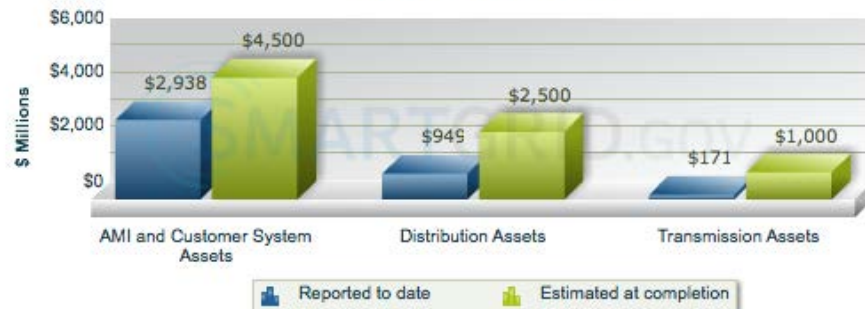 $6,000
$4,000
$2,000
$0
$ Millions
$2,938
$4,500
$949
$2,500
$171
$1,000
SMARTGRID.gov
AMI and Customer System
Assets
Distribution Assets
Transmission Assets
Reported to date
Estimated at completion